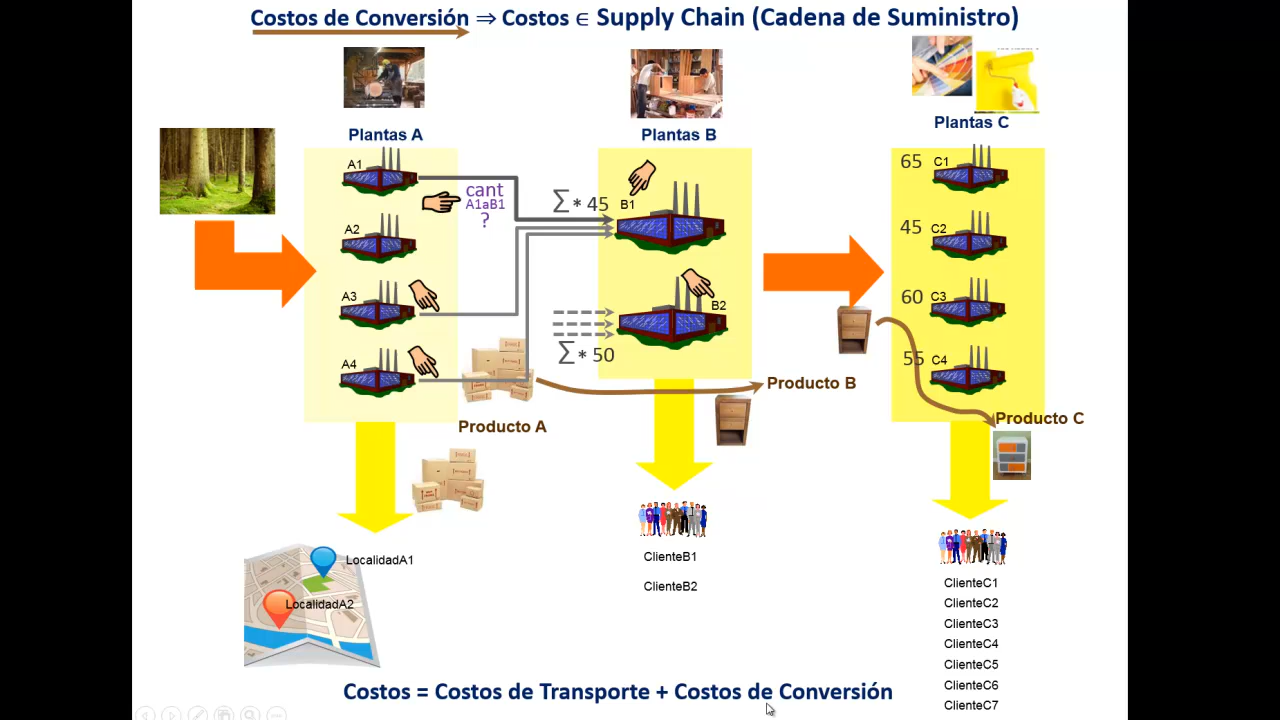 Costos de Conversión ⇒ Costos ∈ Supply Chain (Cadena de Suministro)
Plantas A
Plantas B
Plantas C
A1
A2
A3
A4
cant
A1aB1
?
∑ * 45
B1
B2
∑ * 50
65 C1
45 C2
60 C3
55 C4
Producto A
Producto B
Producto C
LocalidadA1
LocalidadA2
ClienteB1
ClienteB2
ClienteC1
ClienteC2
ClienteC3
ClienteC4
ClienteC5
ClienteC6
ClienteC7
Costos = Costos de Transporte + Costos de Conversión